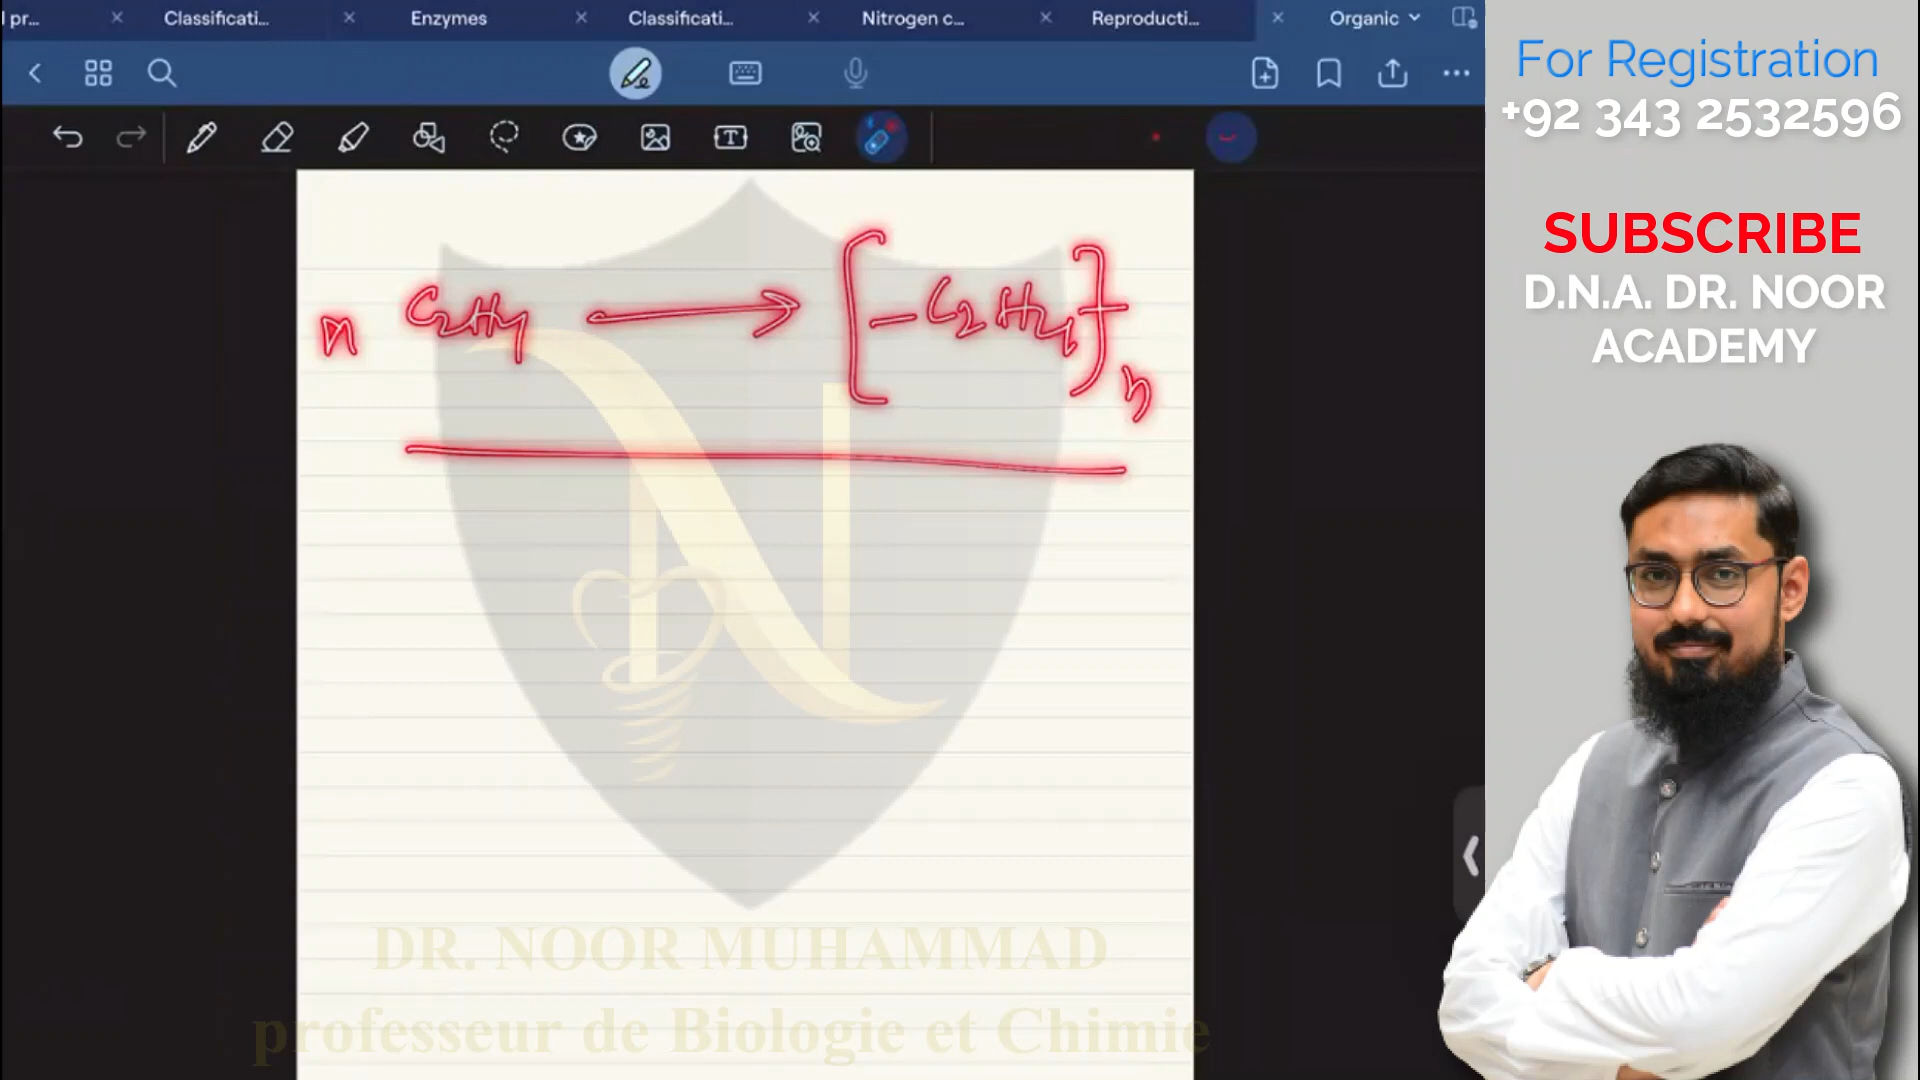 l pr...
Classificati...
Enzymes
Classificati...
Nitrogen c...
Reproducti...
Organic
For Registration
+92 343 2532596
SUBSCRIBE
D.N.A. DR. NOOR
ACADEMY
n C₂H₄ ⟶ [–C₂H₄–]ₙ
DR. NOOR MUHAMMAD
professeur de Biologie et Chimie